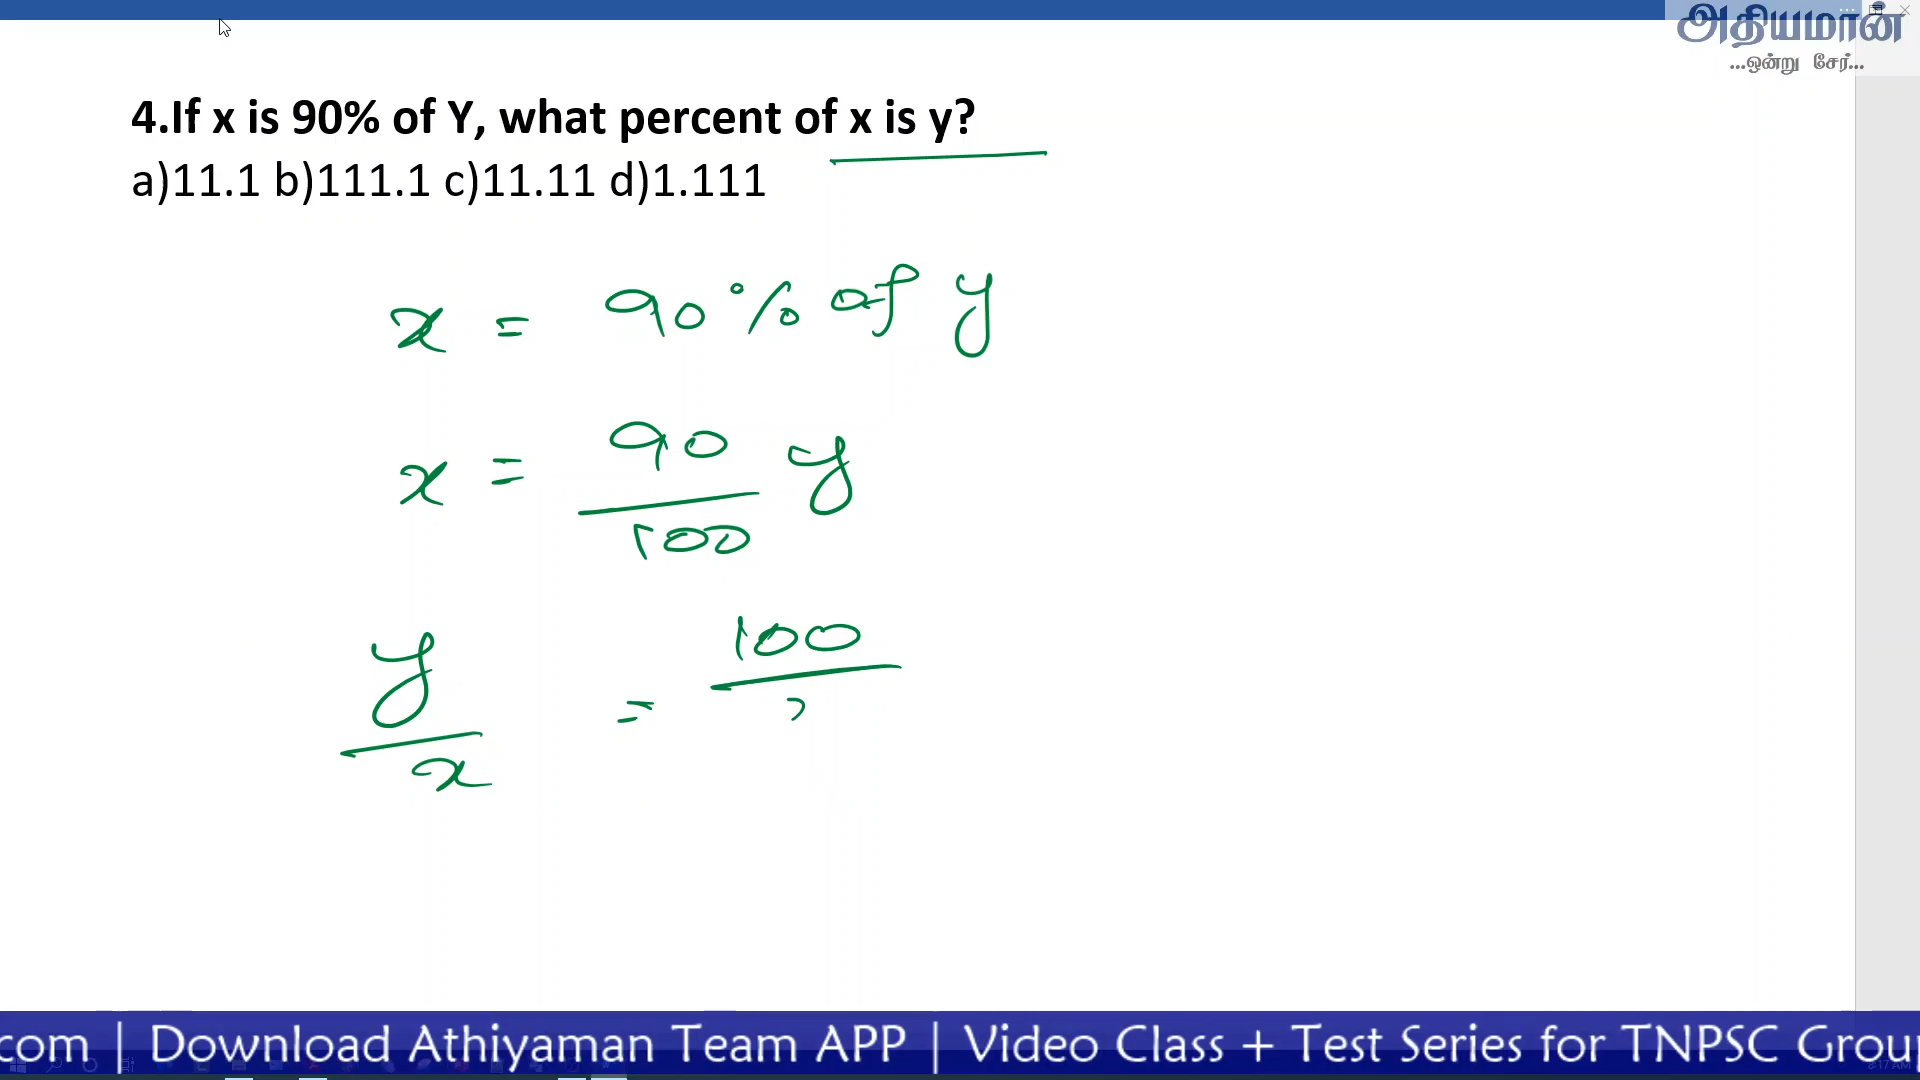 அதியமான்
...ஒன்று சேர்...
4.If x is 90% of Y, what percent of x is y?
a)11.1 b)111.1 c)11.11 d)1.111
x = 90% of y
x = 90/100 y
y/x = 100/
com | Download Athiyaman Team APP | Video Class + Test Series for TNPSC Grou